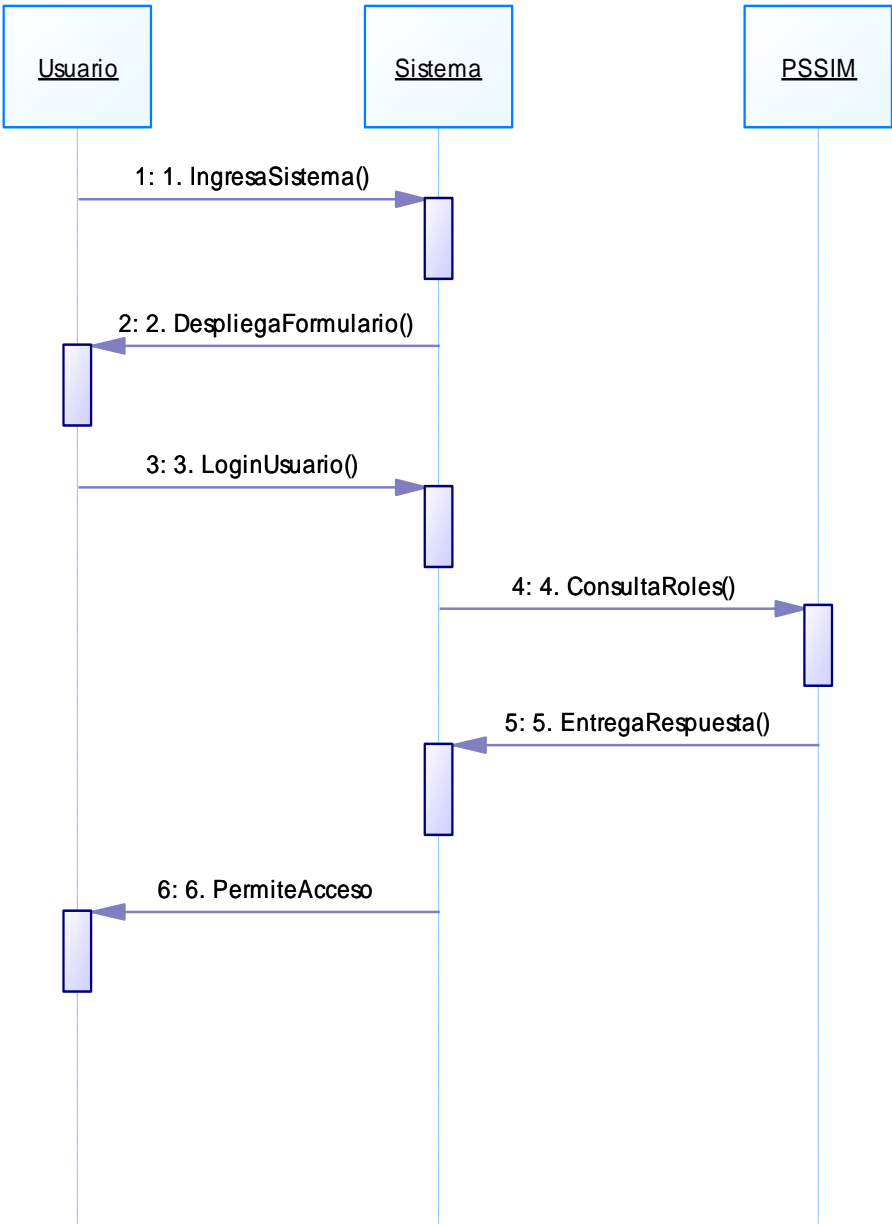 Usuario
Sistema
PSSIM
1: 1. IngresaSistema()
2: 2. DespliegaFormulario()
3: 3. LoginUsuario()
4: 4. ConsultaRoles()
5: 5. EntregaRespuesta()
6: 6. PermiteAcceso